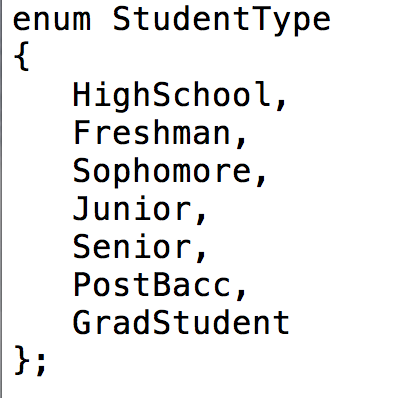 enum StudentType
{
HighSchool,
Freshman,
Sophomore,
Junior,
Senior,
PostBacc,
GradStudent
};